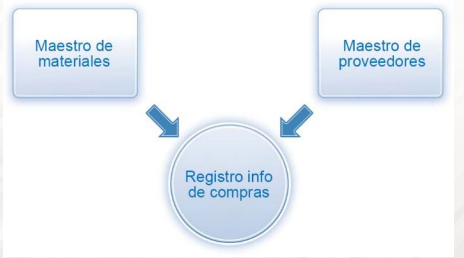 Maestro de
materiales
Maestro de
proveedores
Registro info
de compras